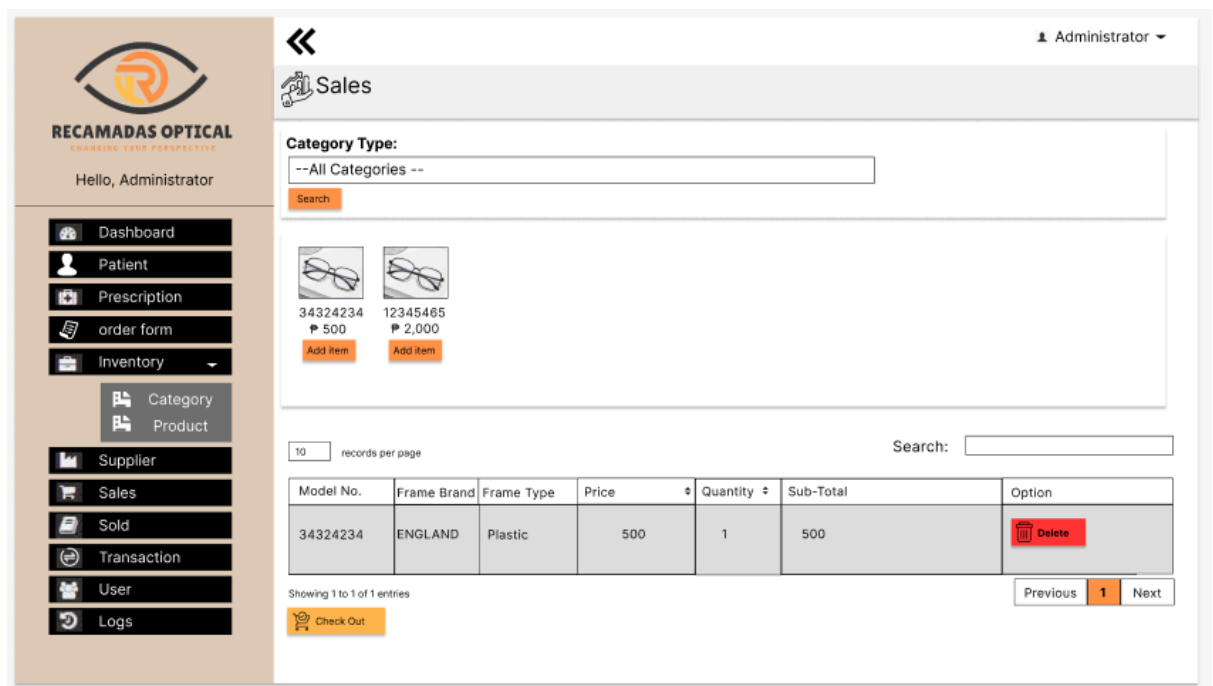 Administrator
Sales
RECAMADAS OPTICAL
CHANGING YOUR PERSPECTIVE
Hello, Administrator
Dashboard
Patient
Prescription
order form
Inventory
Category
Product
Supplier
Sales
Sold
Transaction
User
Logs
Category Type:
--All Categories --
Search
34324234 12345465
₱ 500 ₱ 2,000
Add item Add item
10 records per page Search:
Model No. Frame Brand Frame Type Price Quantity Sub-Total Option
34324234 ENGLAND Plastic 500 1 500 Delete
Showing 1 to 1 of 1 entries Previous 1 Next
Check Out